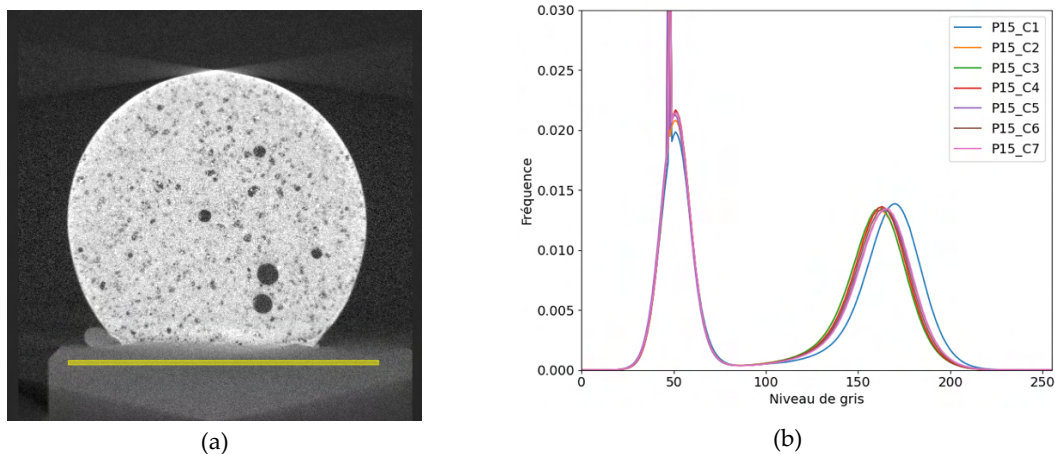 0.030
0.025
0.020
0.015
0.010
0.005
0.000
0
50
100
150
200
250
Fréquence
Niveau de gris
P15_C1
P15_C2
P15_C3
P15_C4
P15_C5
P15_C6
P15_C7
(a)
(b)